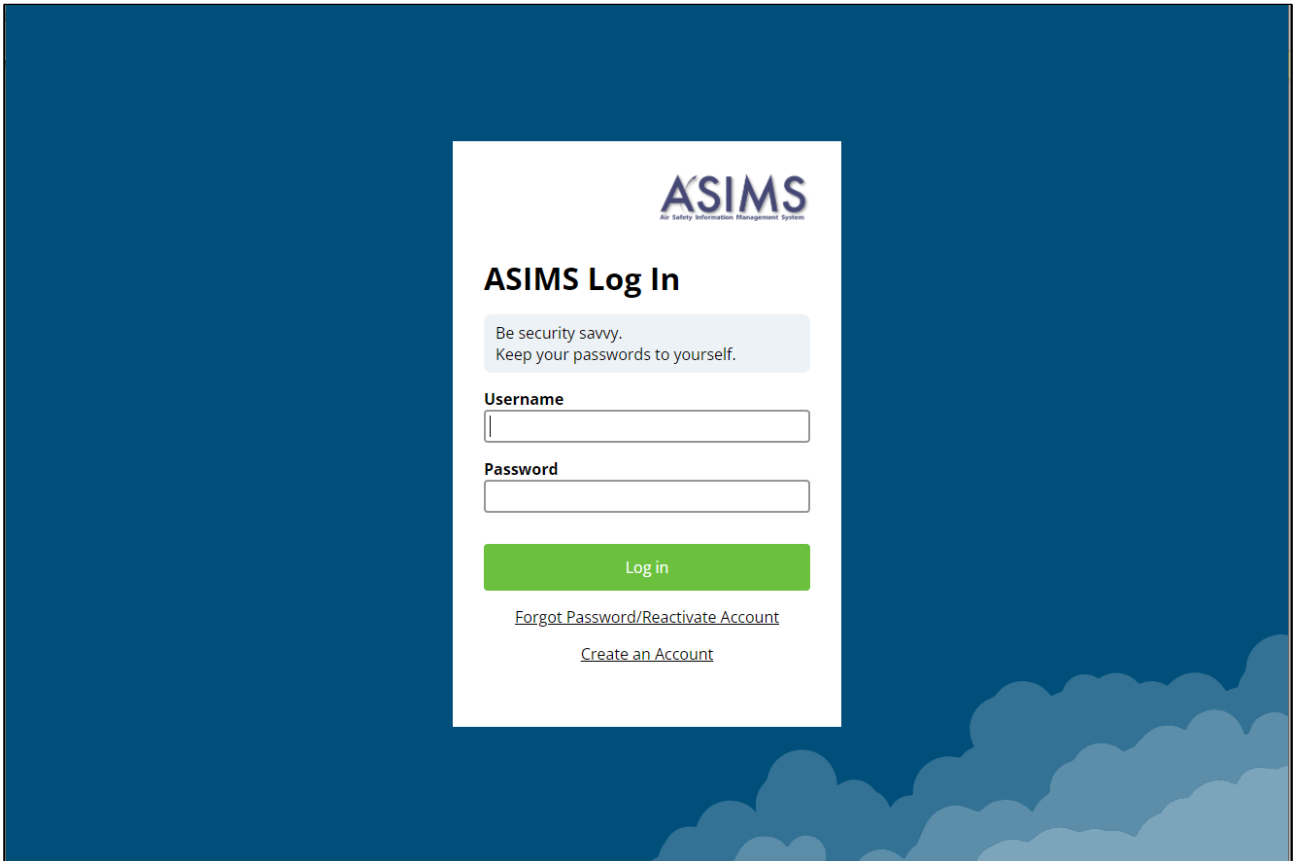 ASIMS
Air Safety Information Management System
ASIMS Log In
Be security savvy.
Keep your passwords to yourself.
Username
Password
Log in
Forgot Password/Reactivate Account
Create an Account